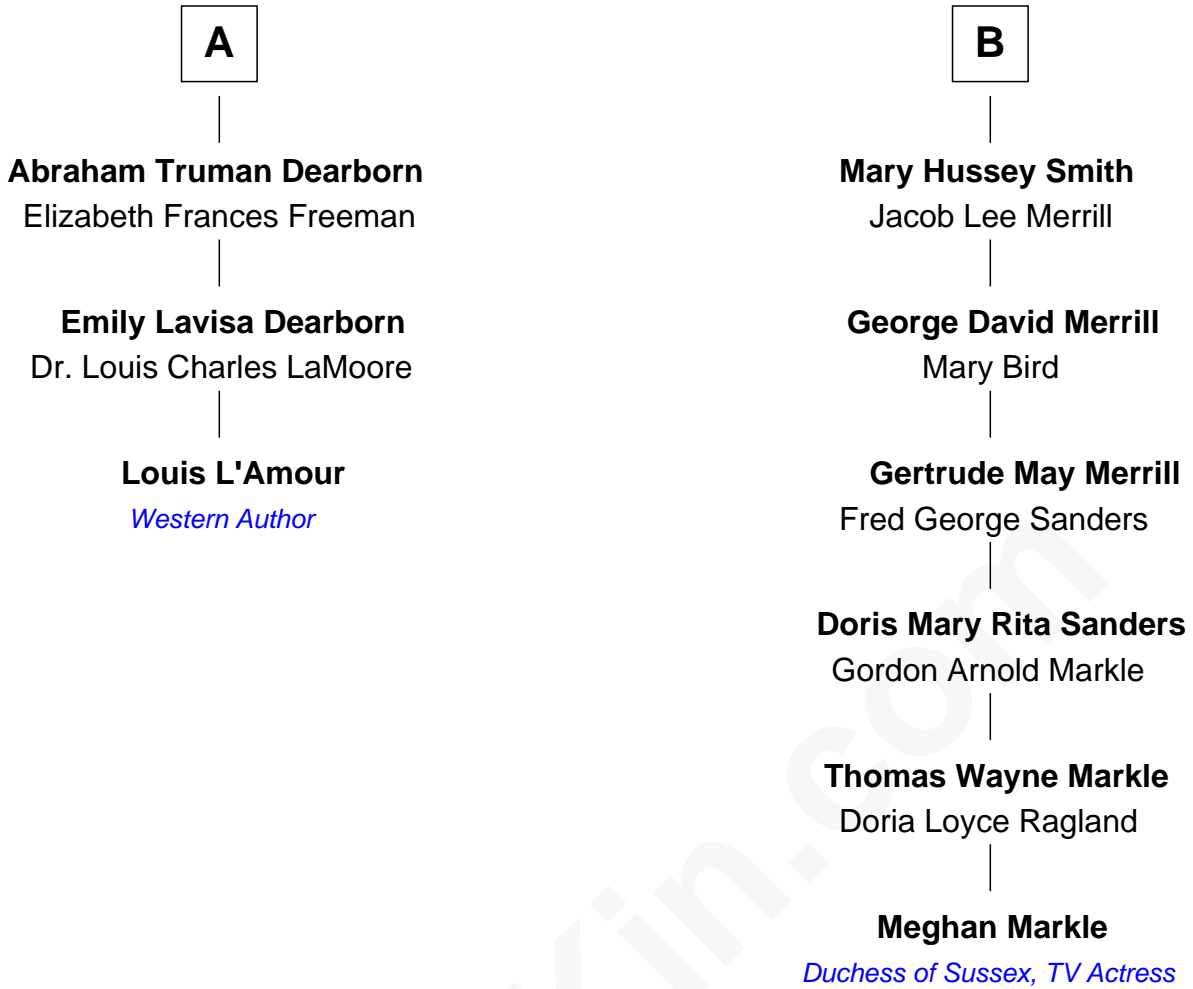 A
Abraham Truman Dearborn
Elizabeth Frances Freeman
Emily Lavisa Dearborn
Dr. Louis Charles LaMoore
Louis L'Amour
Western Author
B
Mary Hussey Smith
Jacob Lee Merrill
George David Merrill
Mary Bird
Gertrude May Merrill
Fred George Sanders
Doris Mary Rita Sanders
Gordon Arnold Markle
Thomas Wayne Markle
Doria Loyce Ragland
Meghan Markle
Duchess of Sussex, TV Actress
Kin.com